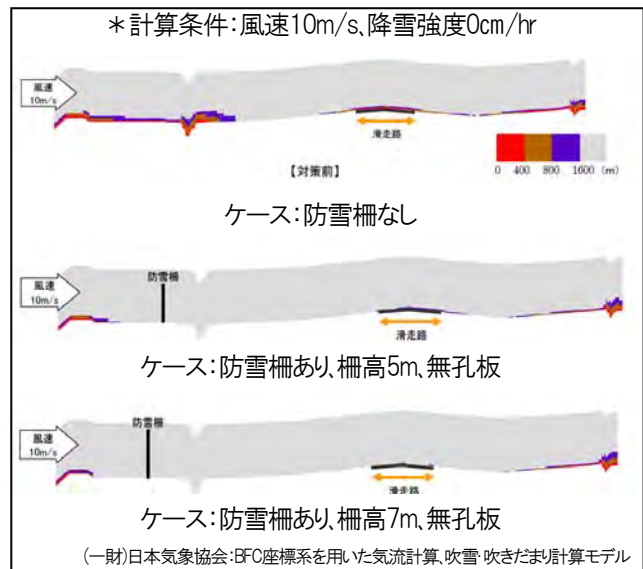 ＊計算条件：風速10m/s、降雪強度0cm/hr
風速
10m/s
滑走路
【対策前】
0 400 800 1600 (m)
ケース：防雪柵なし
防雪柵
風速
10m/s
滑走路
ケース：防雪柵あり、柵高5m、無孔板
防雪柵
風速
10m/s
滑走路
ケース：防雪柵あり、柵高7m、無孔板
(一財)日本気象協会：BFC座標系を用いた気流計算、吹雪・吹きだまり計算モデル